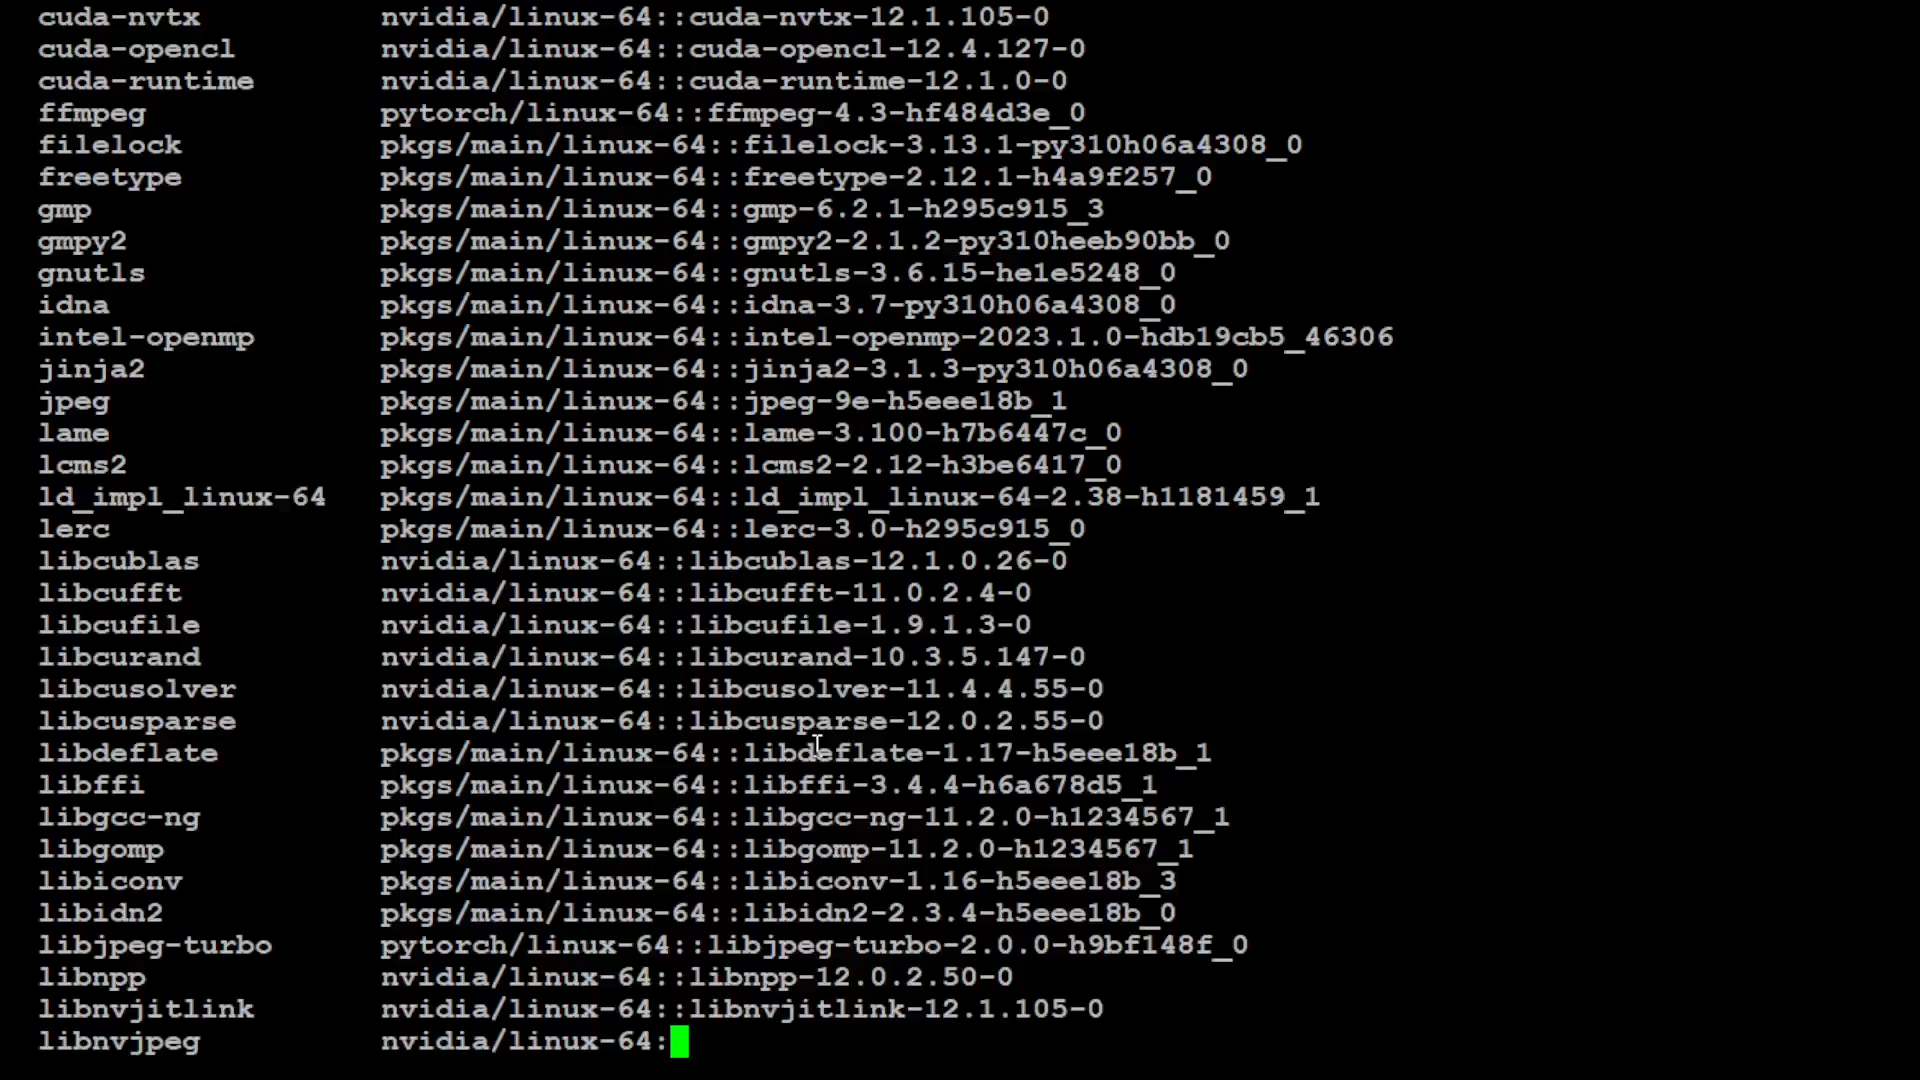 cuda-nvtx nvidia/linux-64::cuda-nvtx-12.1.105-0
cuda-opencl nvidia/linux-64::cuda-opencl-12.4.127-0
cuda-runtime nvidia/linux-64::cuda-runtime-12.1.0-0
ffmpeg pytorch/linux-64::ffmpeg-4.3-hf484d3e_0
filelock pkgs/main/linux-64::filelock-3.13.1-py310h06a4308_0
freetype pkgs/main/linux-64::freetype-2.12.1-h4a9f257_0
gmp pkgs/main/linux-64::gmp-6.2.1-h295c915_3
gmpy2 pkgs/main/linux-64::gmpy2-2.1.2-py310heeb90bb_0
gnutls pkgs/main/linux-64::gnutls-3.6.15-he1e5248_0
idna pkgs/main/linux-64::idna-3.7-py310h06a4308_0
intel-openmp pkgs/main/linux-64::intel-openmp-2023.1.0-hdb19cb5_46306
jinja2 pkgs/main/linux-64::jinja2-3.1.3-py310h06a4308_0
jpeg pkgs/main/linux-64::jpeg-9e-h5eee18b_1
lame pkgs/main/linux-64::lame-3.100-h7b6447c_0
lcms2 pkgs/main/linux-64::lcms2-2.12-h3be6417_0
ld_impl_linux-64 pkgs/main/linux-64::ld_impl_linux-64-2.38-h1181459_1
lerc pkgs/main/linux-64::lerc-3.0-h295c915_0
libcublas nvidia/linux-64::libcublas-12.1.0.26-0
libcufft nvidia/linux-64::libcufft-11.0.2.4-0
libcufile nvidia/linux-64::libcufile-1.9.1.3-0
libcurand nvidia/linux-64::libcurand-10.3.5.147-0
libcusolver nvidia/linux-64::libcusolver-11.4.4.55-0
libcusparse nvidia/linux-64::libcusparse-12.0.2.55-0
libdeflate pkgs/main/linux-64::libdeflate-1.17-h5eee18b_1
libffi pkgs/main/linux-64::libffi-3.4.4-h6a678d5_1
libgcc-ng pkgs/main/linux-64::libgcc-ng-11.2.0-h1234567_1
libgomp pkgs/main/linux-64::libgomp-11.2.0-h1234567_1
libiconv pkgs/main/linux-64::libiconv-1.16-h5eee18b_3
libidn2 pkgs/main/linux-64::libidn2-2.3.4-h5eee18b_0
libjpeg-turbo pytorch/linux-64::libjpeg-turbo-2.0.0-h9bf148f_0
libnpp nvidia/linux-64::libnpp-12.0.2.50-0
libnvjitlink nvidia/linux-64::libnvjitlink-12.1.105-0
libnvjpeg nvidia/linux-64: